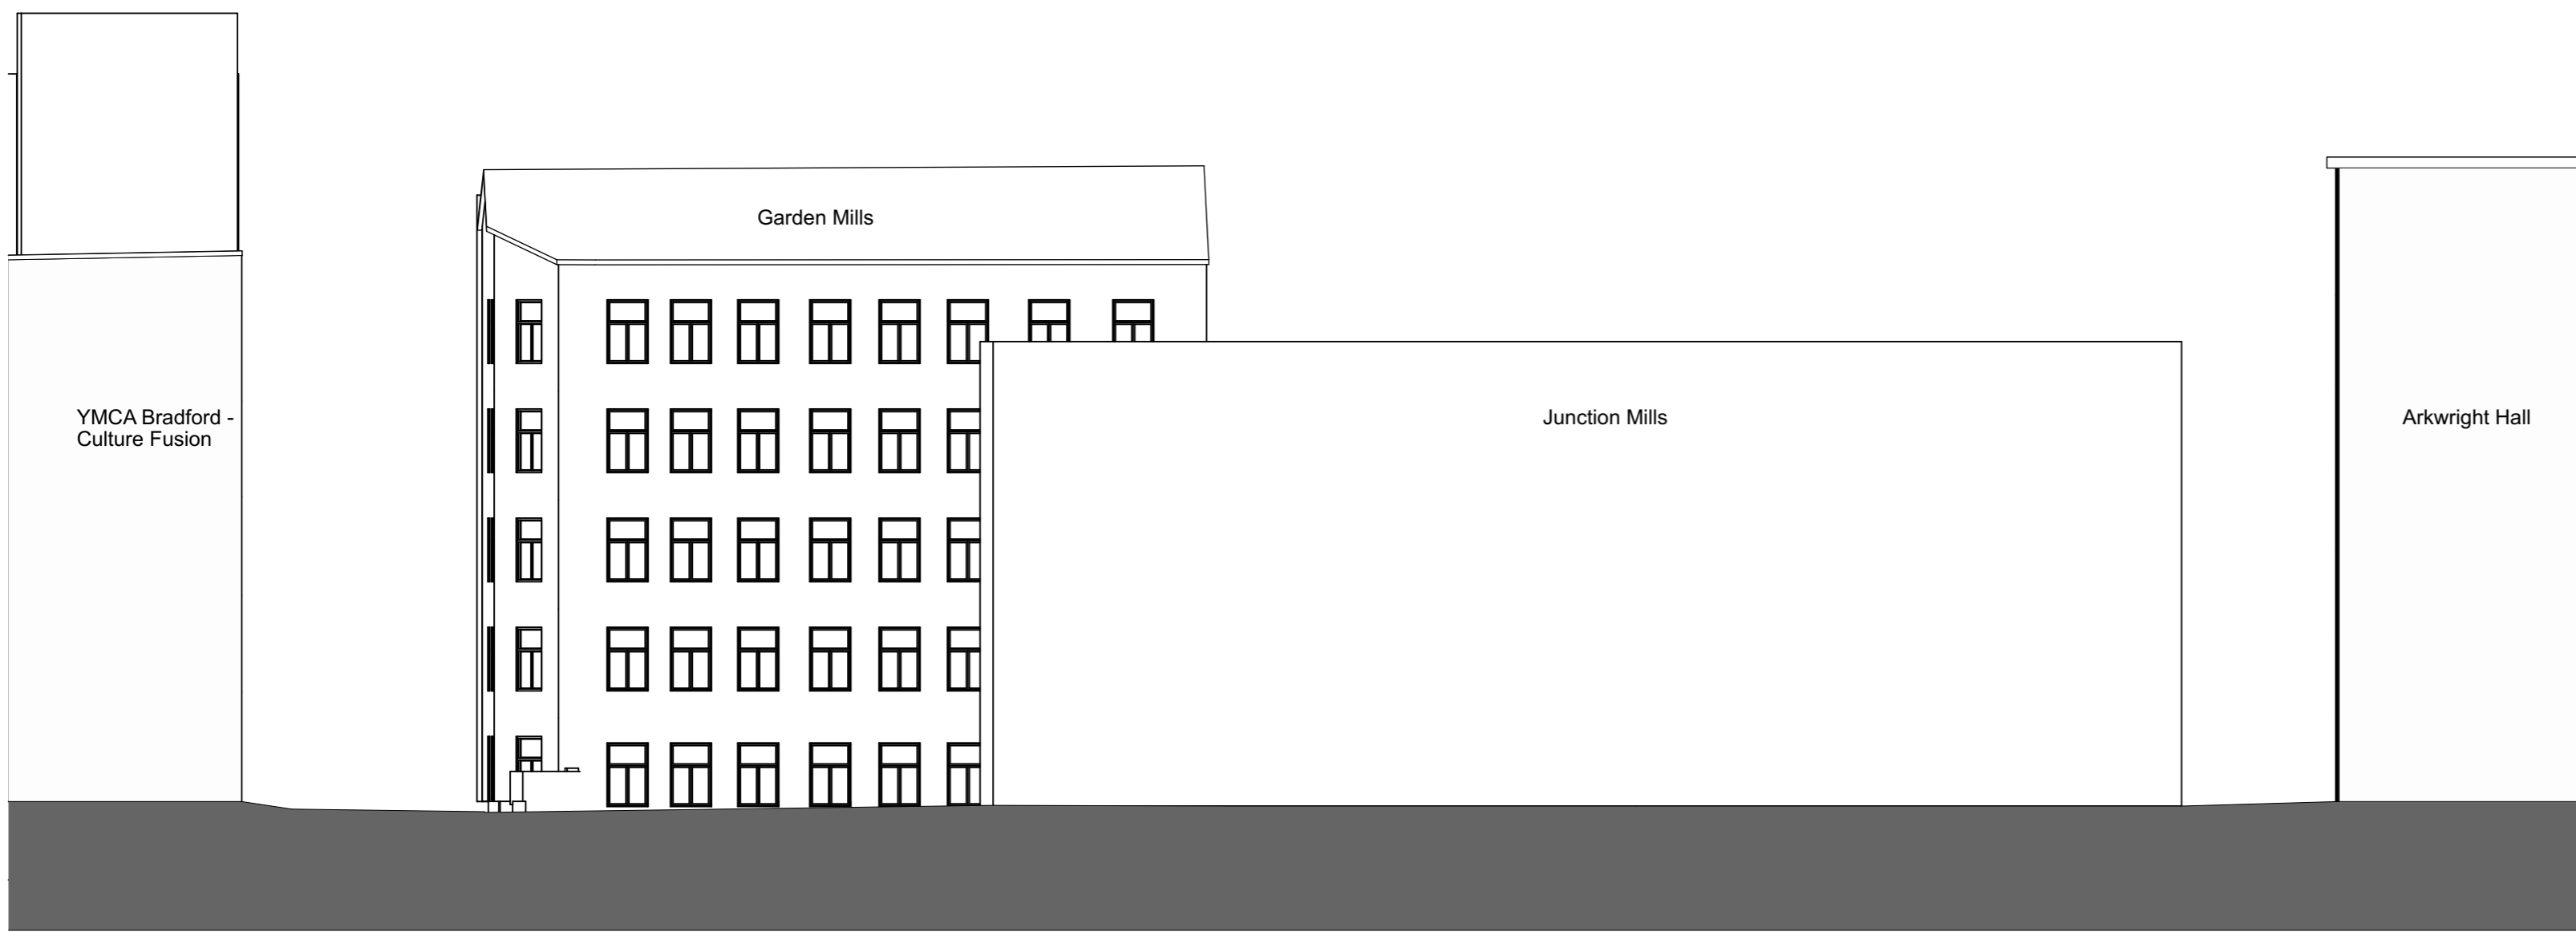 Garden Mills
YMCA Bradford -
Culture Fusion
Junction Mills
Arkwright Hall